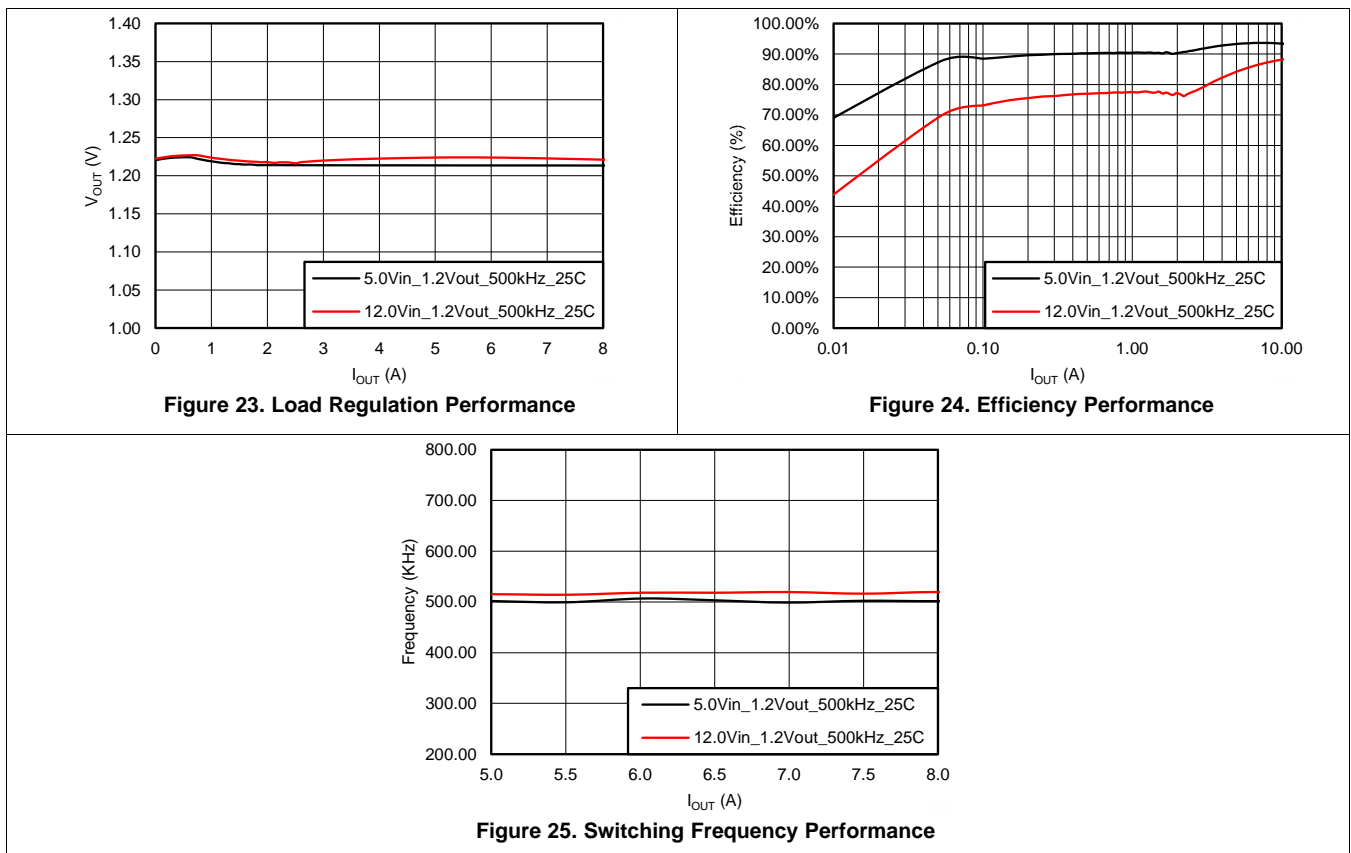 1.40
1.35
1.30
1.25
1.20
1.15
1.10
1.05
1.00
VOUT (V)
5.0Vin_1.2Vout_500kHz_25C
12.0Vin_1.2Vout_500kHz_25C
0 1 2 3 4 5 6 7 8
IOUT (A)
Figure 23. Load Regulation Performance
100.00%
90.00%
80.00%
70.00%
60.00%
50.00%
40.00%
30.00%
20.00%
10.00%
0.00%
Efficiency (%)
5.0Vin_1.2Vout_500kHz_25C
12.0Vin_1.2Vout_500kHz_25C
0.01 0.10 1.00 10.00
IOUT (A)
Figure 24. Efficiency Performance
800.00
700.00
600.00
500.00
400.00
300.00
200.00
Frequency (KHz)
5.0Vin_1.2Vout_500kHz_25C
12.0Vin_1.2Vout_500kHz_25C
5.0 5.5 6.0 6.5 7.0 7.5 8.0
IOUT (A)
Figure 25. Switching Frequency Performance